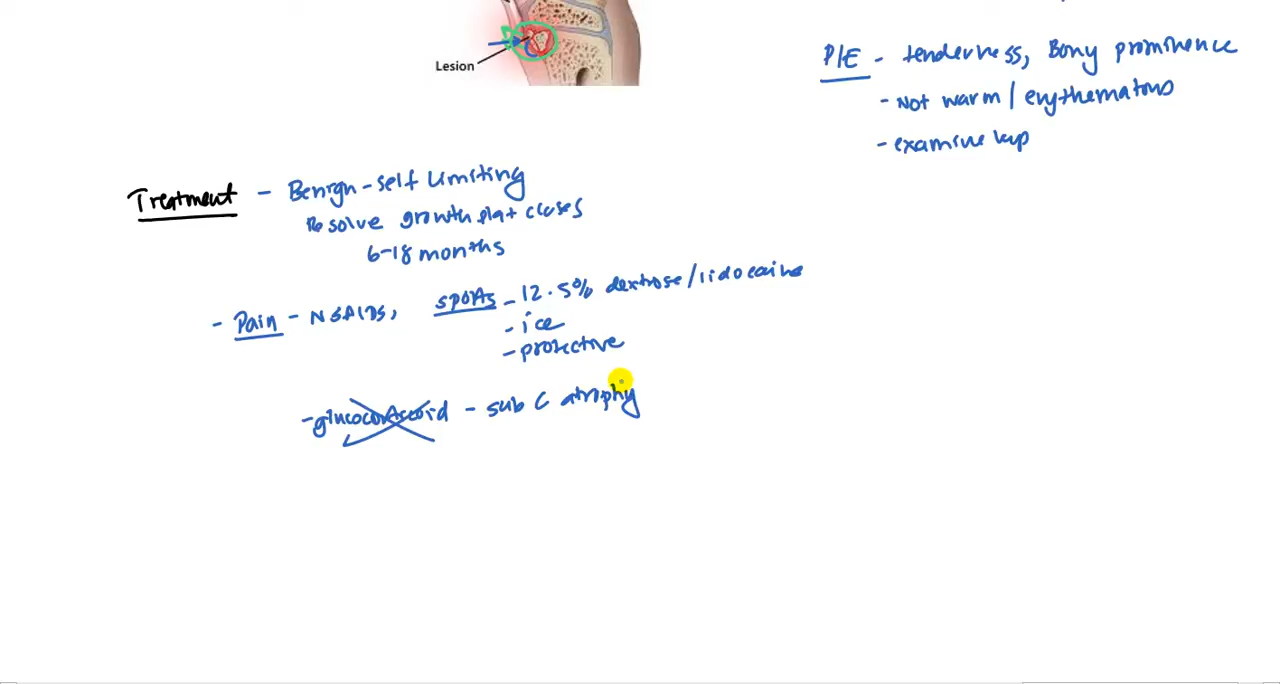 Lesion
P/E - tenderness, Bony prominence
- Not warm / erythematous
- examine hip
Treatment - Benign - self limiting
Resolve growth plat closes
6-18 months
- Pain - NSAIDS, sports - 12.5% dextrose/lidocaine
- ice
- protective
- glucocorticoid - sub C atrophy